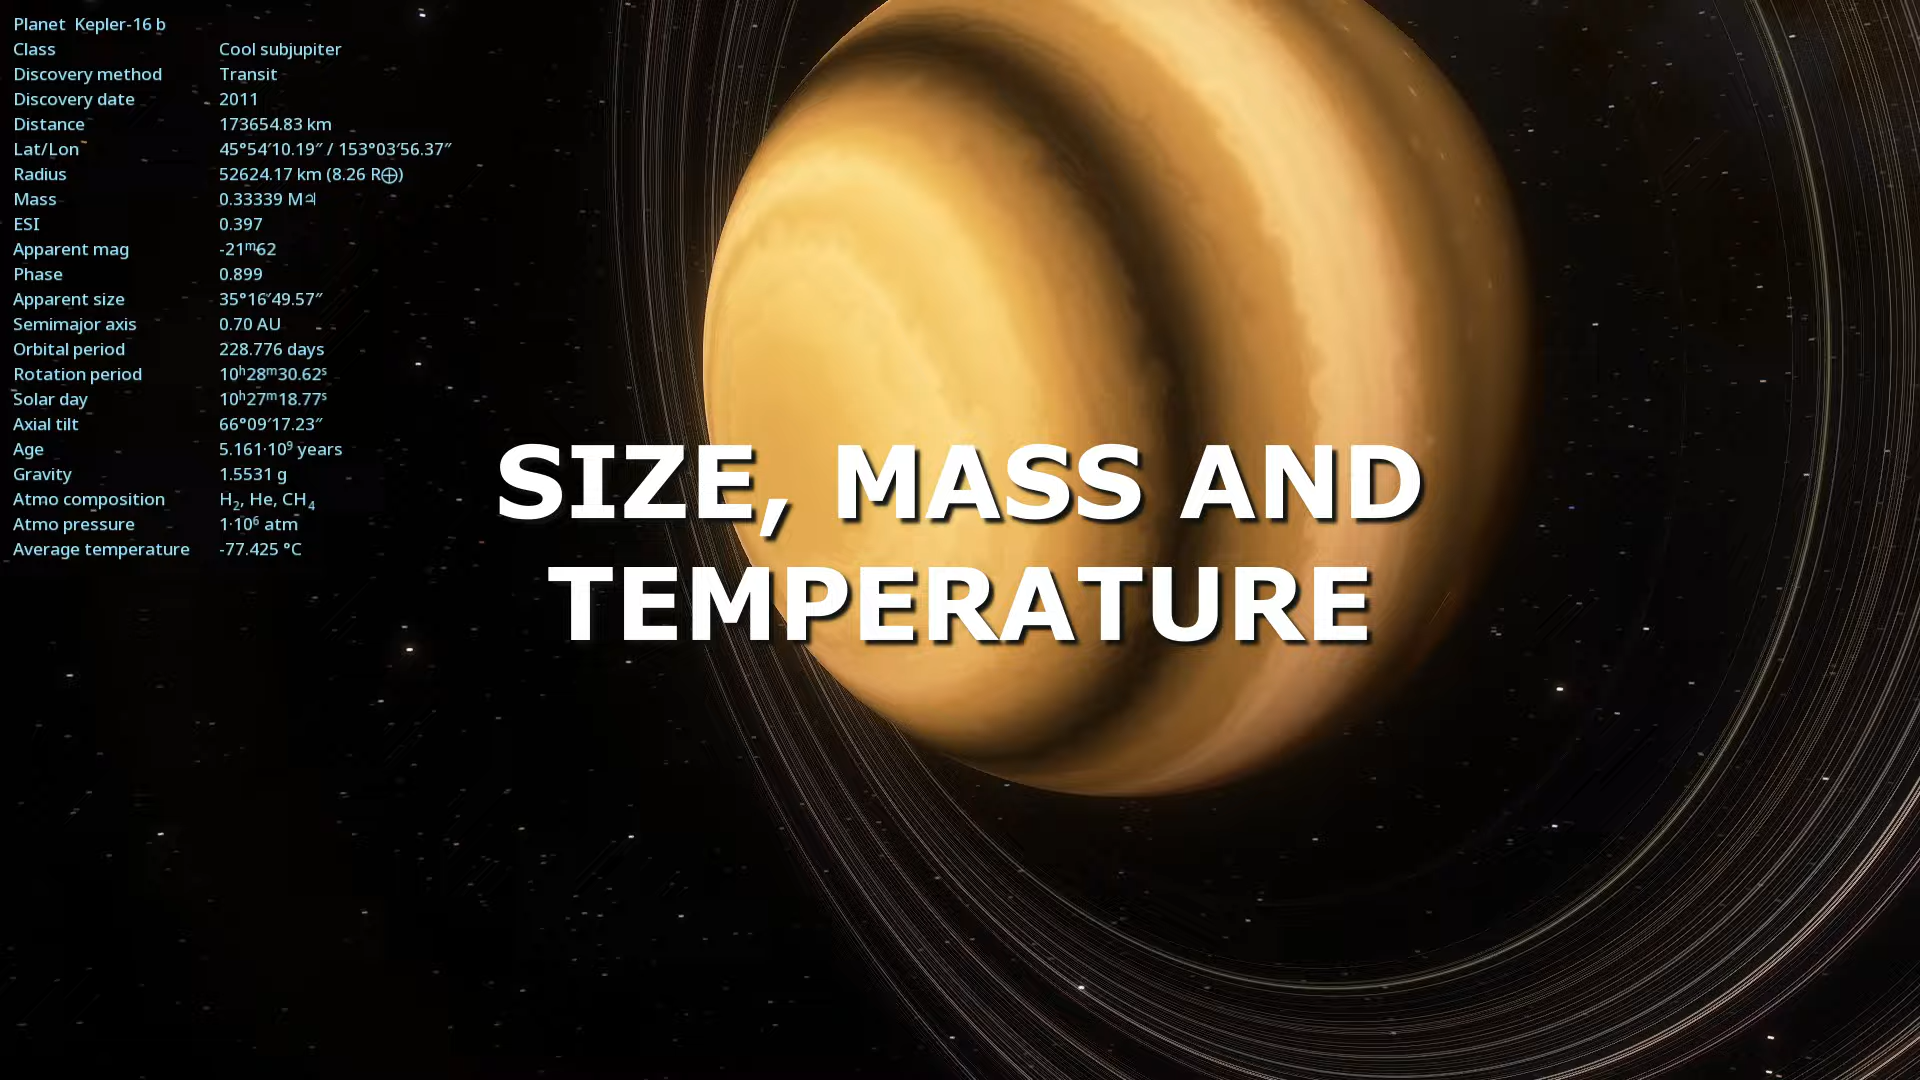 Planet Kepler-16 b
Class Cool subjupiter
Discovery method Transit
Discovery date 2011
Distance 173654.83 km
Lat/Lon 45°54′10.19″ / 153°03′56.37″
Radius 52624.17 km (8.26 R⊕)
Mass 0.33339 M♃
ESI 0.397
Apparent mag -21ᵐ62
Phase 0.899
Apparent size 35°16′49.57″
Semimajor axis 0.70 AU
Orbital period 228.776 days
Rotation period 10ʰ28ᵐ30.62ˢ
Solar day 10ʰ27ᵐ18.77ˢ
Axial tilt 66°09′17.23″
Age 5.161·10⁹ years
Gravity 1.5531 g
Atmo composition H₂, He, CH₄
Atmo pressure 1·10⁶ atm
Average temperature -77.425 °C
SIZE, MASS AND
TEMPERATURE